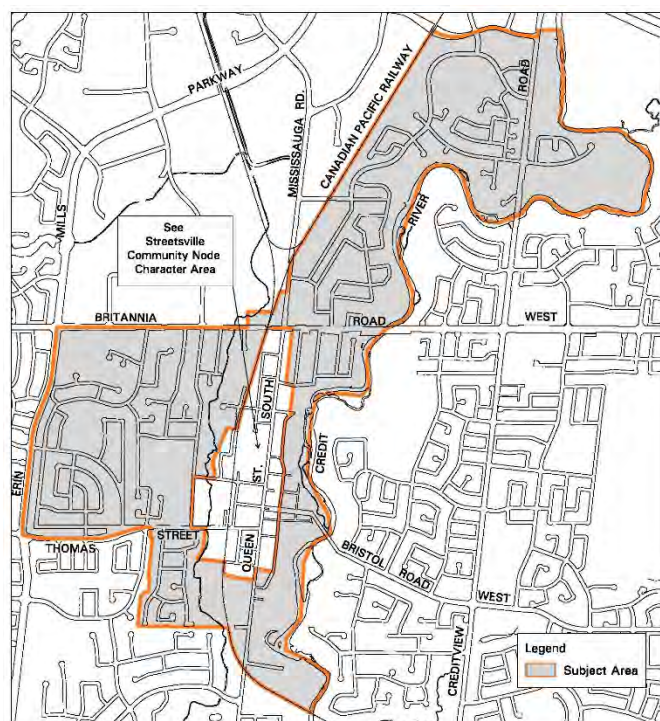 PARKWAY
MISSISSAUGA RD.
CANADIAN PACIFIC RAILWAY
ROAD
MILLS
See
Streetsville
Community Node
Character Area
RIVER
BRITANNIA
ROAD
WEST
SOUTH
ST.
CREDIT
ERIN
THOMAS
STREET
QUEEN
BRISTOL
ROAD
WEST
CREDITVIEW
Legend
Subject Area